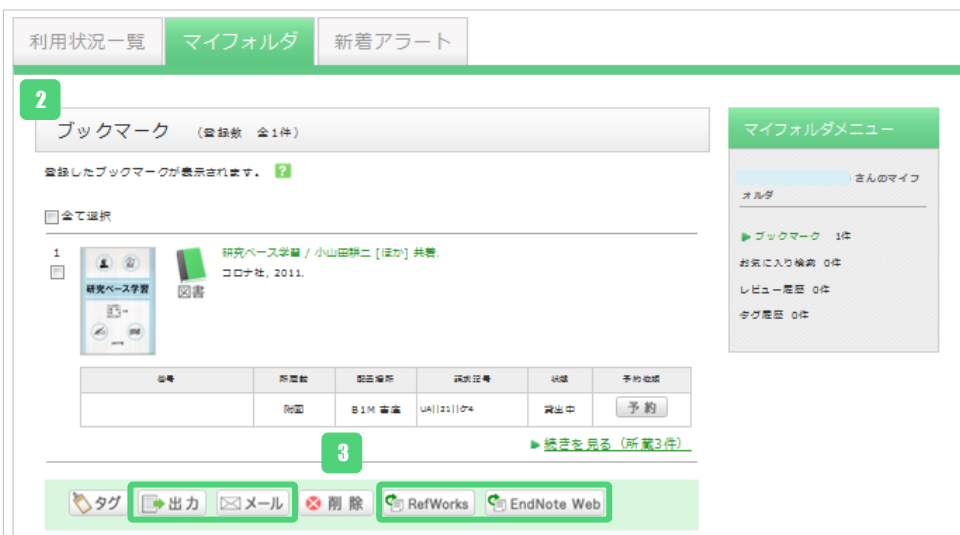 利用状況一覧 マイフォルダ 新着アラート
2
ブックマーク （登録数 全1件） マイフォルダメニュー
登録したブックマークが表示されます。 ?
さんのマイフ
ォルダ
全て選択
▶ブックマーク 1件
1 研究ベース学習 / 小山田耕二 [ほか] 共著.
コロナ社, 2011.
お気に入り検索 0件
研究ベース学習 図書
レビュー履歴 0件
タグ履歴 0件
巻号 所蔵館 配置場所 請求記号 状態 予約依頼
附図 B1M 書庫 UA||21||ケ4 貸出中 予約
▶続きを見る（所蔵3件）
3
タグ 出力 メール 削除 RefWorks EndNote Web